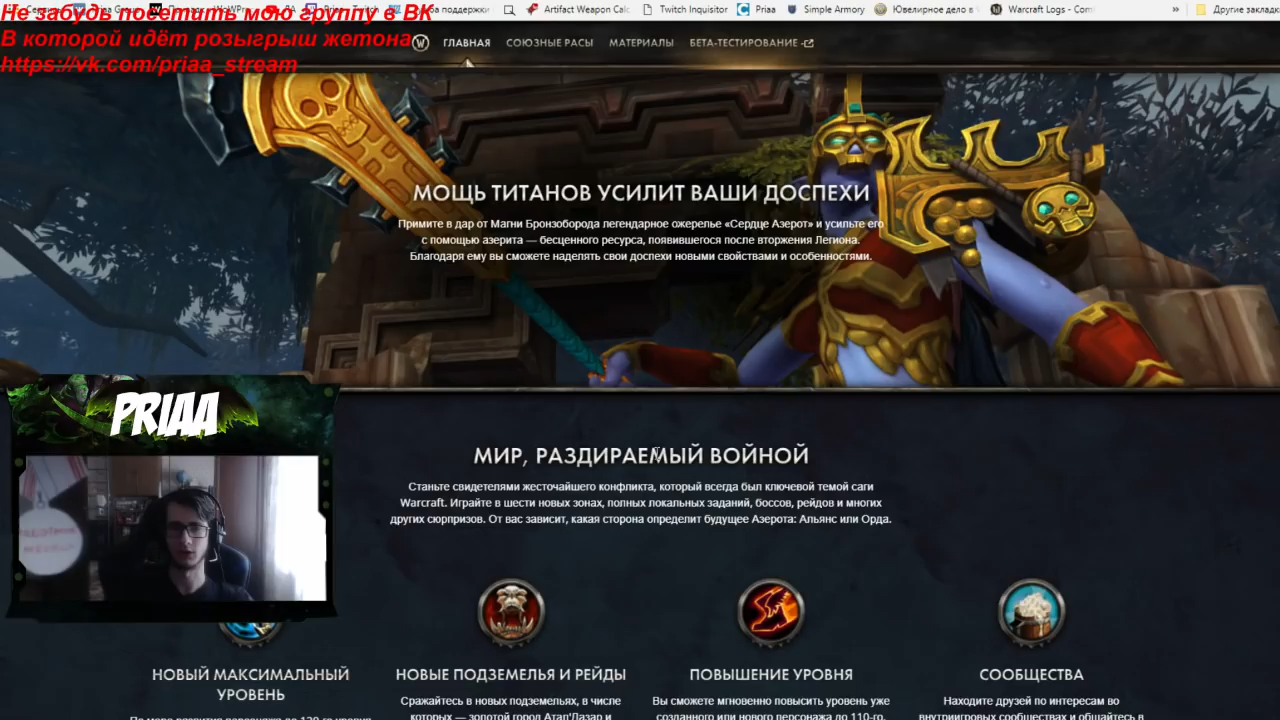 Не забудь посетить мою группу в ВК
В которой идёт розыгрыш жетона
https://vk.com/priaa_stream
Artifact Weapon Calc
Twitch Inquisitor
Priaa
Simple Armory
Ювелирное дело в
Warcraft Logs - Com
»
Другие заклад
ГЛАВНАЯ
СОЮЗНЫЕ РАСЫ
МАТЕРИАЛЫ
БЕТА-ТЕСТИРОВАНИЕ
МОЩЬ ТИТАНОВ УСИЛИТ ВАШИ ДОСПЕХИ
Примите в дар от Магни Бронзоборода легендарное ожерелье «Сердце Азерот» и усильте его
с помощью азерита — бесценного ресурса, появившегося после вторжения Легиона.
Благодаря ему вы сможете наделять свои доспехи новыми свойствами и особенностями.
PRIAA
МИР, РАЗДИРАЕМЫЙ ВОЙНОЙ
Станьте свидетелями жесточайшего конфликта, который всегда был ключевой темой саги
Warcraft. Играйте в шести новых зонах, полных локальных заданий, боссов, рейдов и многих
других сюрпризов. От вас зависит, какая сторона определит будущее Азерота: Альянс или Орда.
НОВЫЙ МАКСИМАЛЬНЫЙ
УРОВЕНЬ
НОВЫЕ ПОДЗЕМЕЛЬЯ И РЕЙДЫ
Сражайтесь в новых подземельях, в числе
которых — золотой город Атал'Дазар и
ПОВЫШЕНИЕ УРОВНЯ
Вы сможете мгновенно повысить уровень уже
созданного или нового персонажа до 110-го,
СООБЩЕСТВА
Находите друзей по интересам во
внутриигровых сообществах и общайтесь в